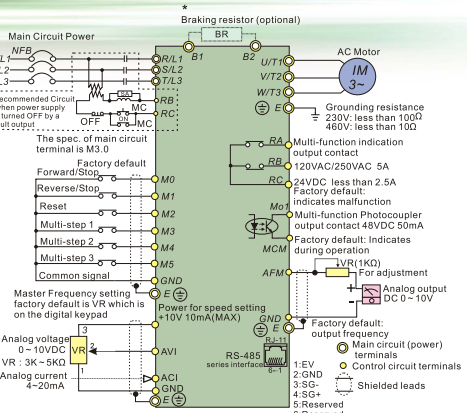 *
Braking resistor (optional)
Main Circuit Power
BR
NFB
B1
B2
AC Motor
R/L1
S/L2
T/L3
U/T1
V/T2
W/T3
IM
3~
L1
L2
L3
SA
RB
RC
MC
OFF
ON
MC
ecommended Circuit
when power supply
turned OFF by a
ult output
E
Grounding resistance
230V: less than 100Ω
460V: less than 10Ω
The spec. of main circuit
terminal is M3.0
RA
RB
RC
Multi-function indication
output contact
120VAC/250VAC 5A
24VDC less than 2.5A
Factory default:
indicates malfunction
Factory default
Forward/Stop
M0
Reverse/Stop
M1
Reset
M2
Multi-step 1
M3
Multi-step 2
M4
Multi-step 3
M5
Common signal
GND
E
Mo1
MCM
Multi-function Photocoupler
output contact 48VDC 50mA
Factory default: Indicates
during operation
AFM
VR(1KΩ)
For adjustment
+
-
Analog output
DC 0~10V
GND
E
Factory default:
output frequency
Master Frequency setting
factory default is VR which is
on the digital keypad
Power for speed setting
+10V 10mA(MAX)
3
Analog voltage
0~10VDC
VR : 3K~5KΩ
VR
2
1
AVI
Analog current
4~20mA
ACI
GND
E
RS-485
series interface
RJ-11
6←1
Main circuit (power)
terminals
Control circuit terminals
Shielded leads
1:EV
2:GND
3:SG-
4:SG+
5:Reserved